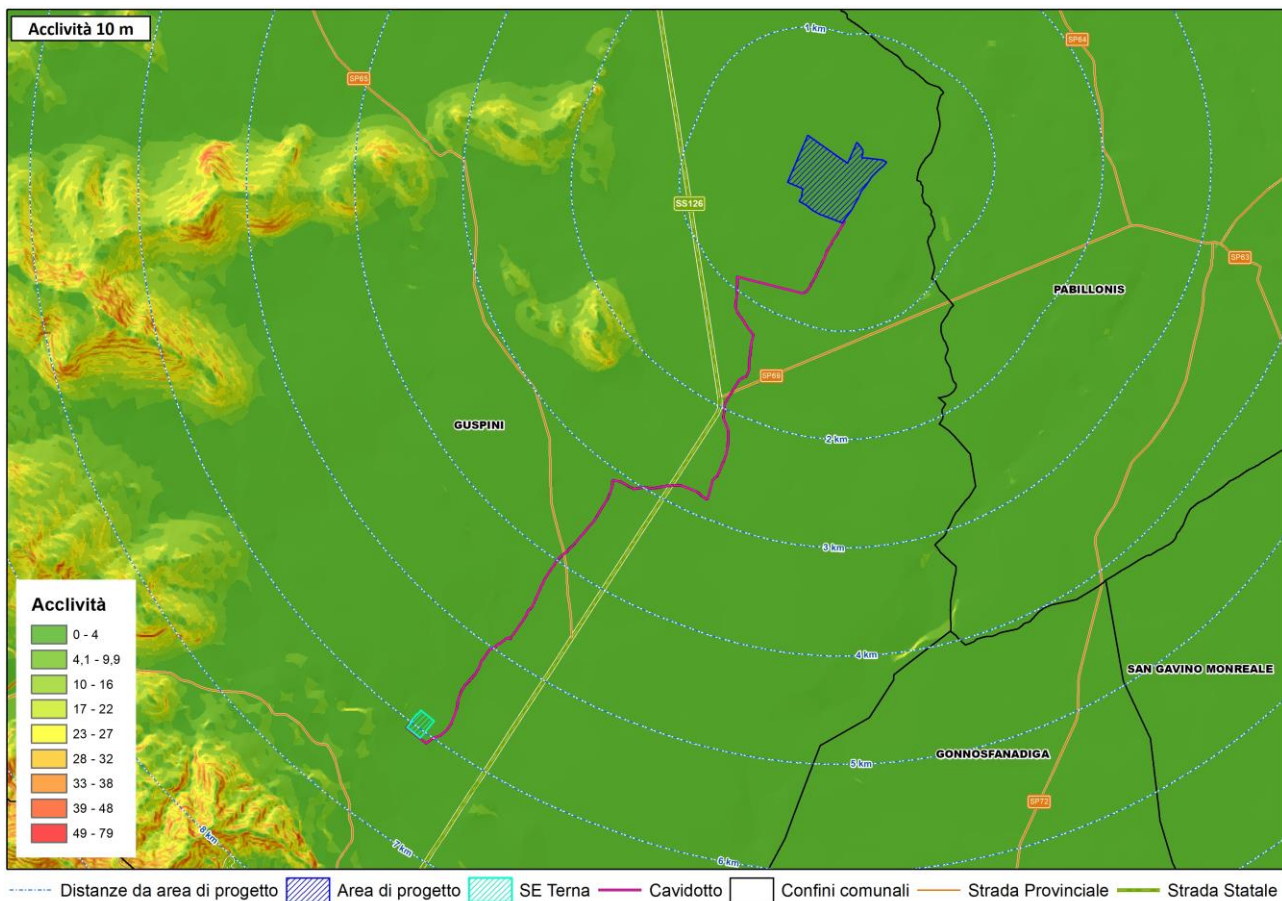 Acclività 10 m
1 km
SP64
SP65
SS126
SP63
PABILLONIS
SP69
GUSPINI
2 km
3 km
4 km
SAN GAVINO MONREALE
GONNOSFANADIGA
5 km
SP72
8 km
7 km
6 km
Acclività
0 - 4
4,1 - 9,9
10 - 16
17 - 22
23 - 27
28 - 32
33 - 38
39 - 48
49 - 79
Distanze da area di progetto Area di progetto SE Terna Cavidotto Confini comunali Strada Provinciale Strada Statale